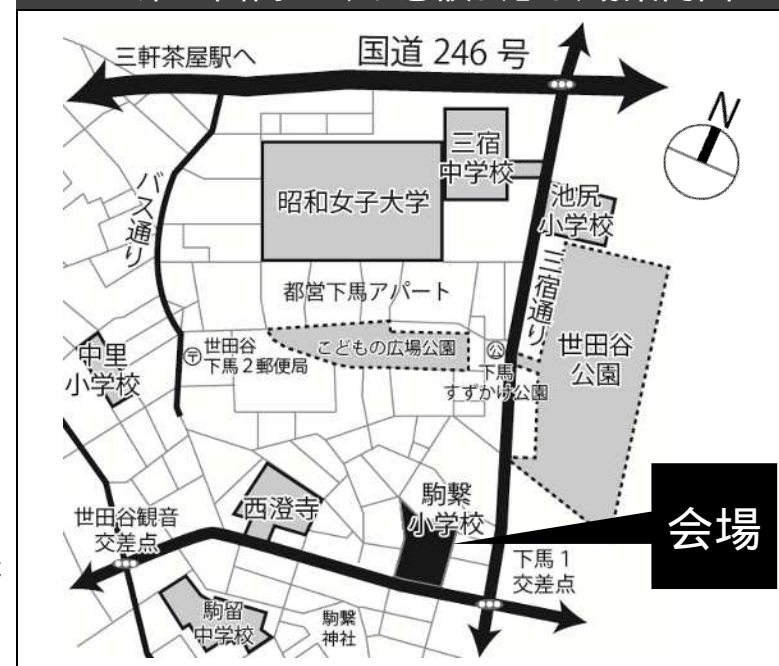 三軒茶屋駅へ
国道 246 号
N
三宿
中学校
昭和女子大学
池尻
小学校
バス通り
三宿通り
都営下馬アパート
世田谷
下馬2郵便局
こどもの広場公園
公
下馬
すずかけ公園
世田谷
公園
中里
小学校
西澄寺
駒繋
小学校
会場
世田谷観音
交差点
下馬1
交差点
駒留
中学校
駒繋
神社